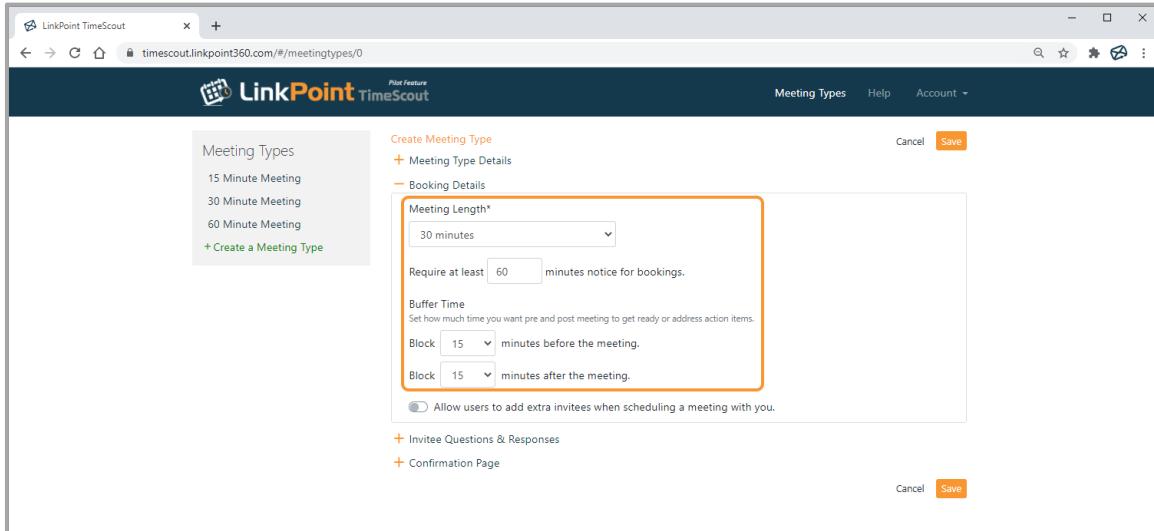 LinkPoint TimeScout
timescout.linkpoint360.com/#/meetingtypes/0
LinkPoint TimeScout Pilot Feature
Meeting Types Help Account
Meeting Types
15 Minute Meeting
30 Minute Meeting
60 Minute Meeting
+ Create a Meeting Type
Create Meeting Type
Cancel Save
+ Meeting Type Details
− Booking Details
Meeting Length*
30 minutes
Require at least 60 minutes notice for bookings.
Buffer Time
Set how much time you want pre and post meeting to get ready or address action items.
Block 15 minutes before the meeting.
Block 15 minutes after the meeting.
Allow users to add extra invitees when scheduling a meeting with you.
+ Invitee Questions & Responses
+ Confirmation Page
Cancel Save